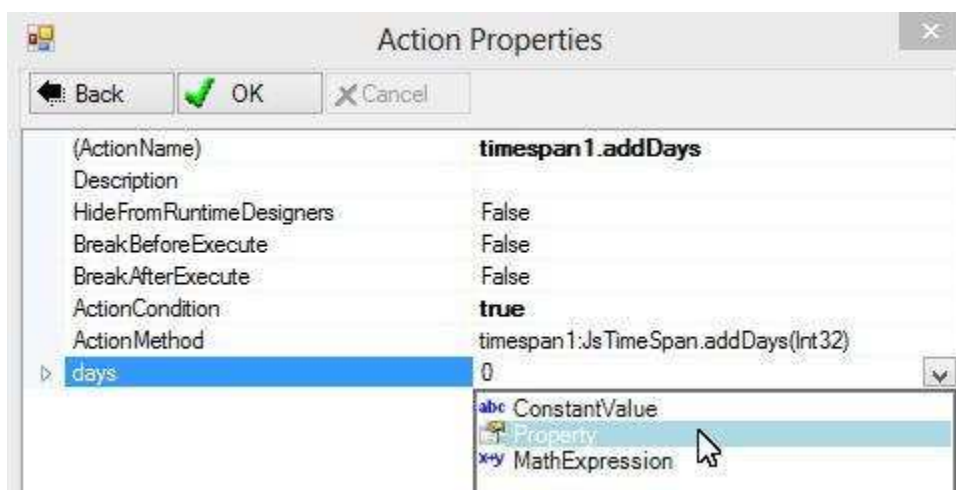 Action Properties
Back OK Cancel
(ActionName) timespan1.addDays
Description
HideFromRuntimeDesigners False
BreakBeforeExecute False
BreakAfterExecute False
ActionCondition true
ActionMethod timespan1:JsTimeSpan.addDays(Int32)
days 0
abc ConstantValue
Property
x+y MathExpression